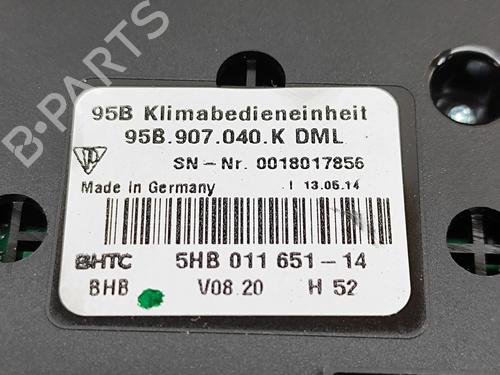 95B Klimabedieneinheit
95B.907.040.K DML
SN-Nr. 0018017856
Made in Germany I 13.05.14
BHTC 5HB 011 651-14
BHB V08.20 H 52
B-PARTS